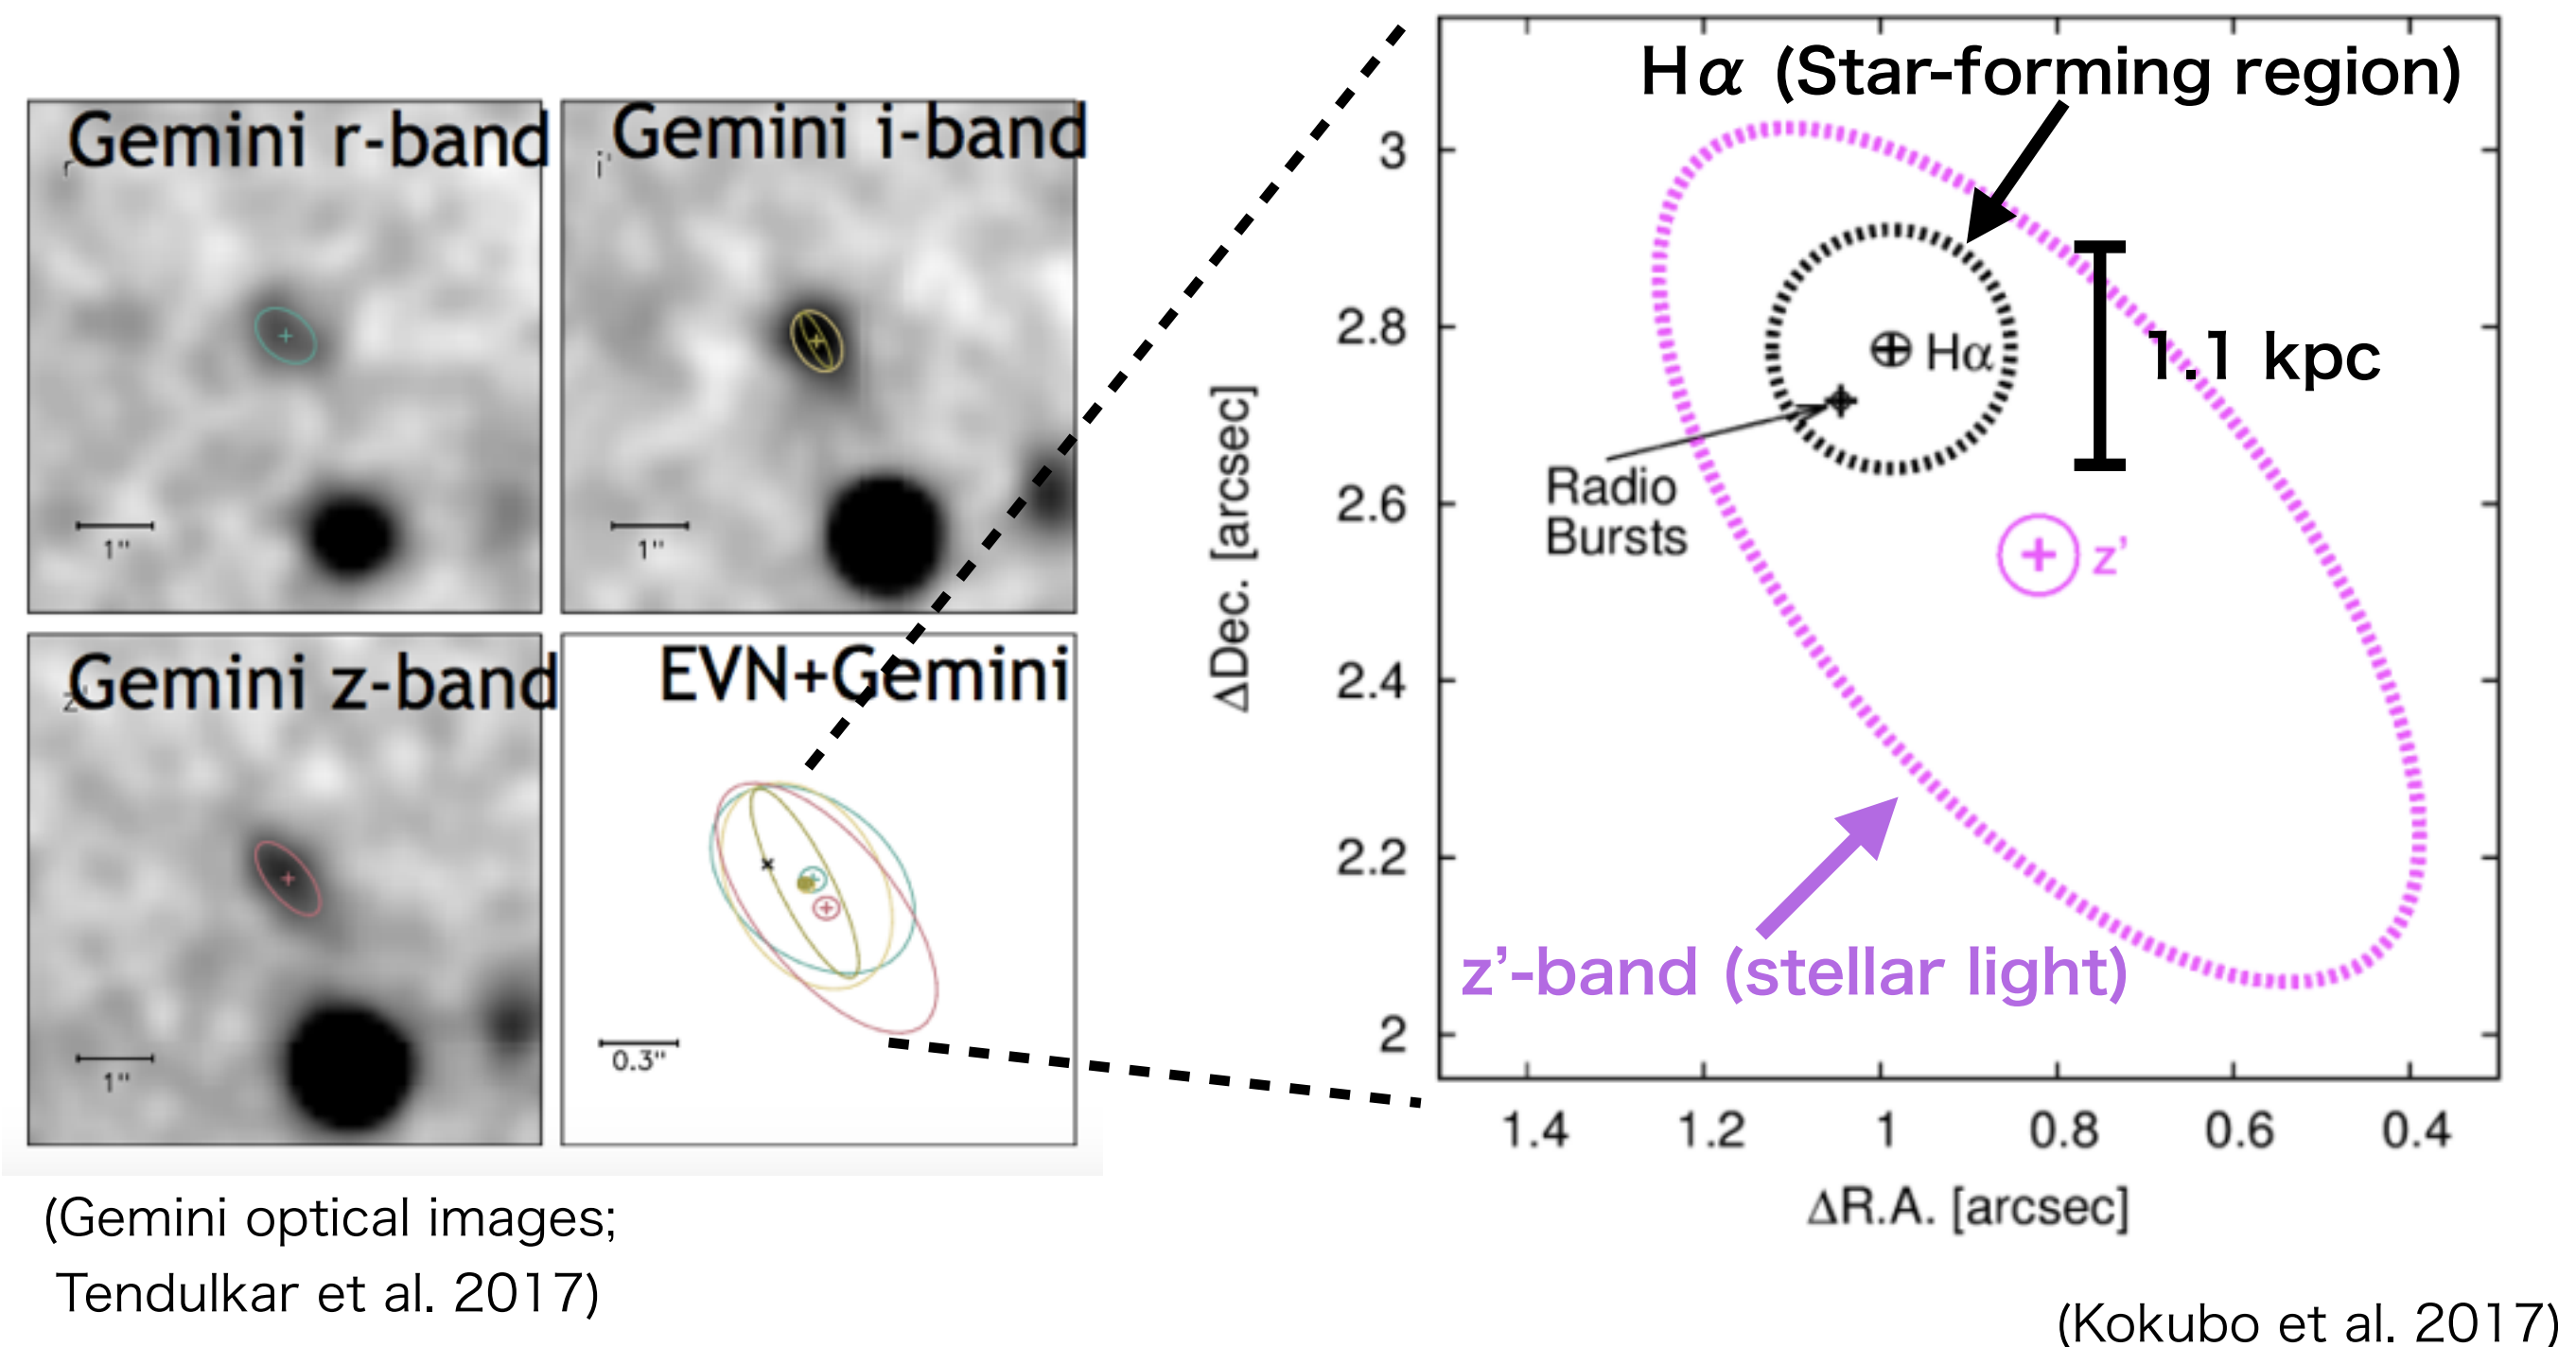 Gemini r-band
r'
1"
Gemini i-band
i'
1"
Gemini z-band
z'
1"
EVN+Gemini
0.3"
(Gemini optical images;
Tendulkar et al. 2017)
Hα (Star-forming region)
Hα
1.1 kpc
Radio
Bursts
z'
z'-band (stellar light)
ΔDec. [arcsec]
3
2.8
2.6
2.4
2.2
2
1.4 1.2 1 0.8 0.6 0.4
ΔR.A. [arcsec]
(Kokubo et al. 2017)